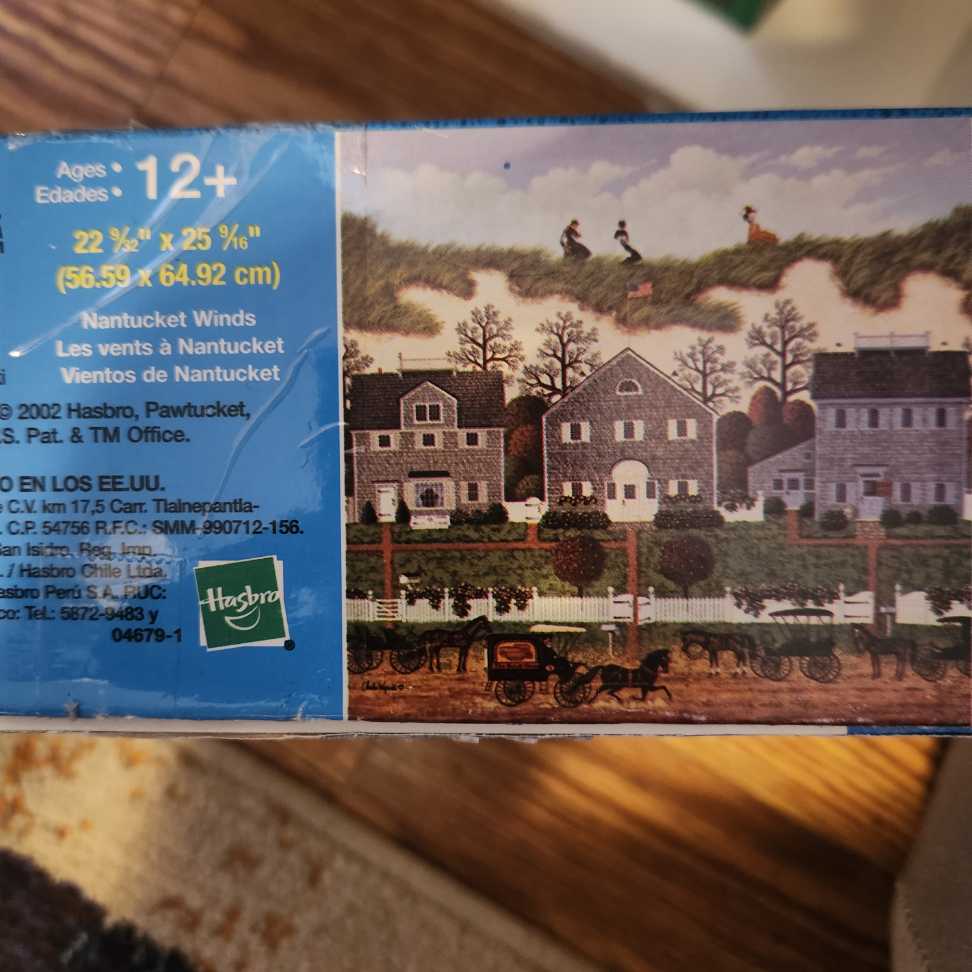 Ages • 12+
Edades •
22 9/32" x 25 9/16"
(56.59 x 64.92 cm)
Nantucket Winds
Les vents à Nantucket
Vientos de Nantucket
© 2002 Hasbro, Pawtucket,
.S. Pat. & TM Office.
O EN LOS EE.UU.
C.V. km 17,5 Carr. Tlalnepantla-
. C.P. 54756 R.F.C.: SMM-990712-156.
San Isidro, Reg. Imp.
. / Hasbro Chile Ltda.
asbro Perú S.A. RUC:
co: Tel.: 5872-9483 y
04679-1
Hasbro